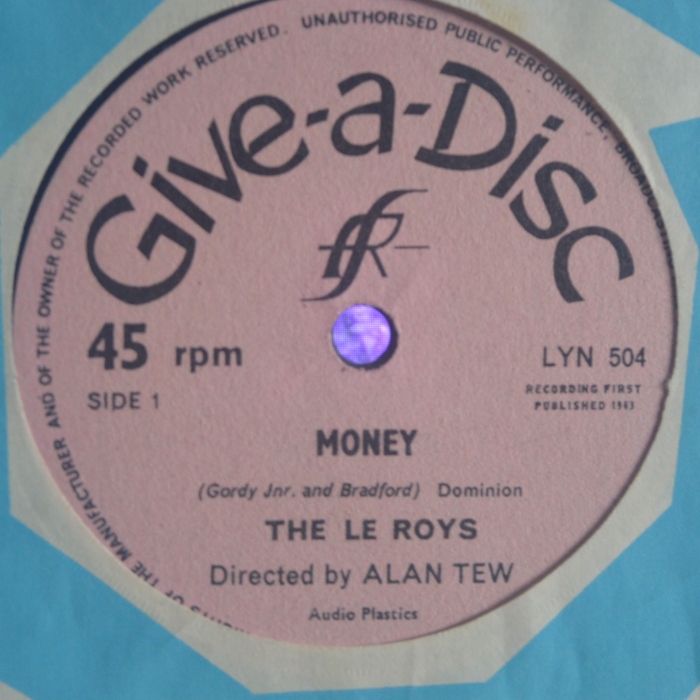 RIGHTS OF THE MANUFACTURER AND OF THE OWNER OF THE RECORDED WORK RESERVED. UNAUTHORISED PUBLIC PERFORMANCE, BROADCASTIN
GIVE-a-DISC
ffR
45 rpm
LYN 504
SIDE 1
RECORDING FIRST
PUBLISHED 1963
MONEY
(Gordy Jnr. and Bradford) Dominion
THE LE ROYS
Directed by ALAN TEW
Audio Plastics